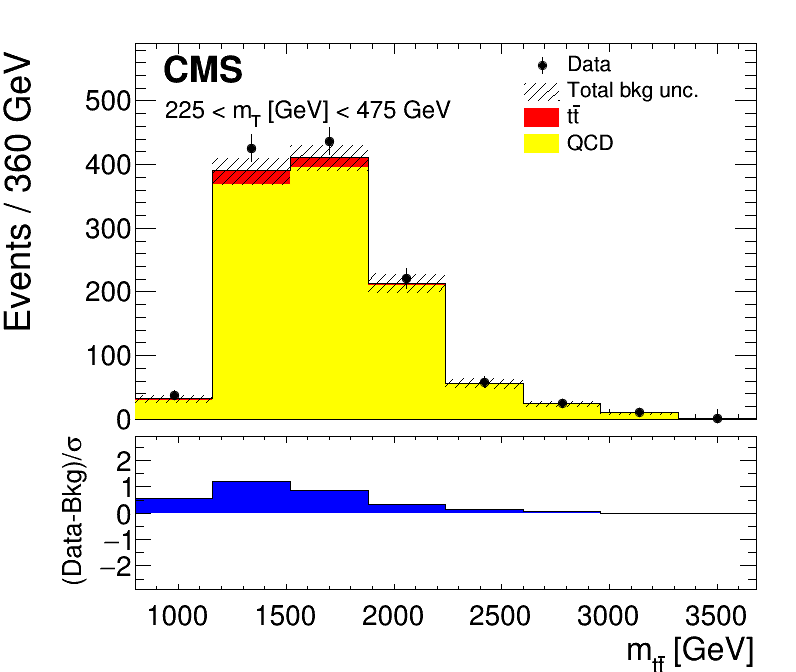 CMS
225 < m_T [GeV] < 475 GeV
Data
Total bkg unc.
tt̄
QCD
Events / 360 GeV
500
400
300
200
100
0
(Data-Bkg)/σ
2
1
0
−1
−2
1000 1500 2000 2500 3000 3500
m_tt̄ [GeV]